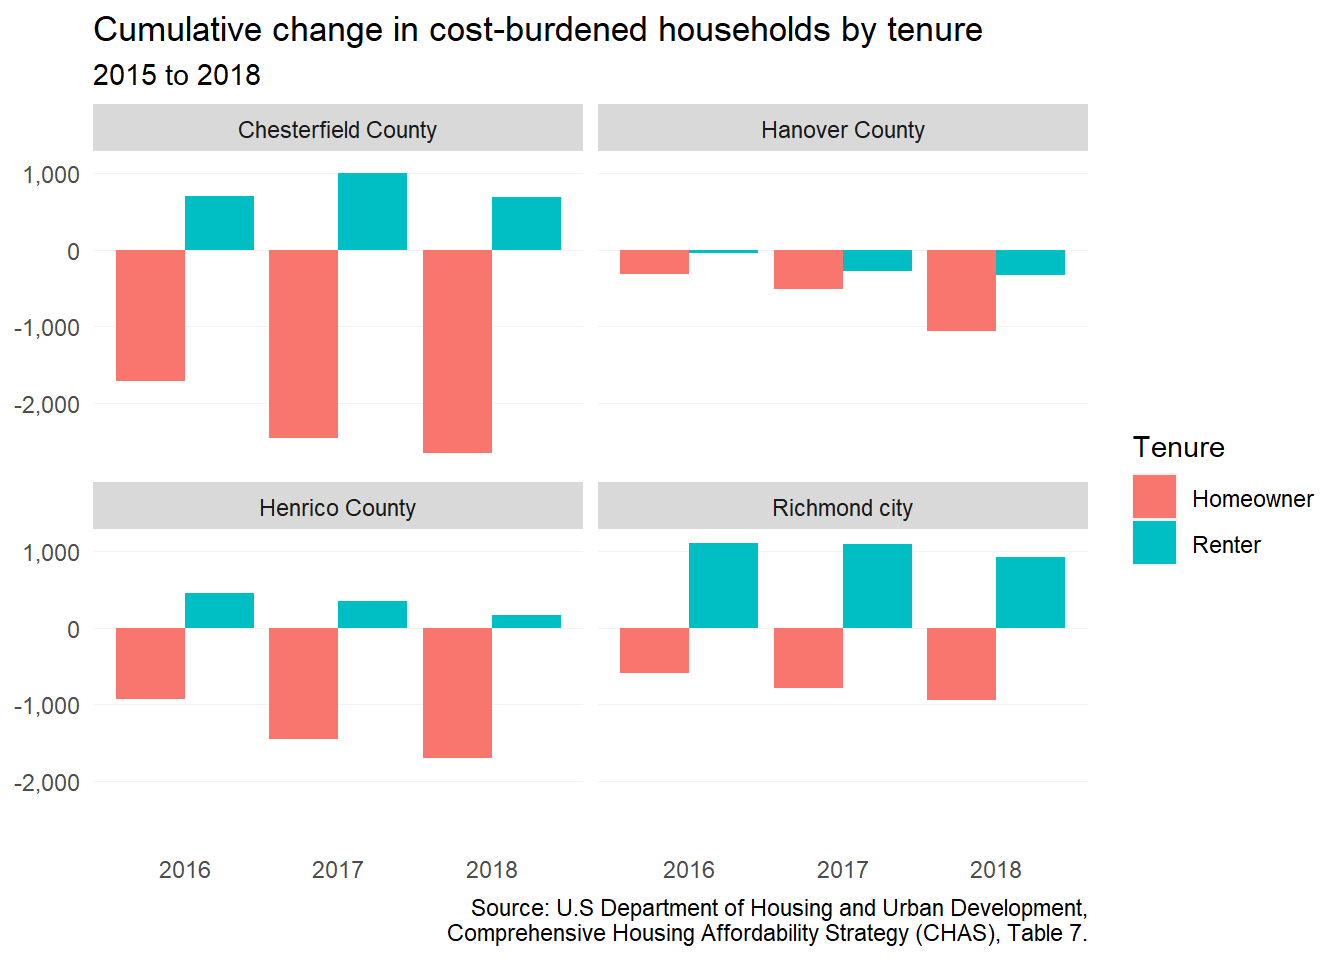 Cumulative change in cost-burdened households by tenure
2015 to 2018
Chesterfield County
Hanover County
1,000
0
-1,000
-2,000
Henrico County
Richmond city
1,000
0
-1,000
-2,000
2016
2017
2018
2016
2017
2018
Tenure
Homeowner
Renter
Source: U.S Department of Housing and Urban Development,
Comprehensive Housing Affordability Strategy (CHAS), Table 7.